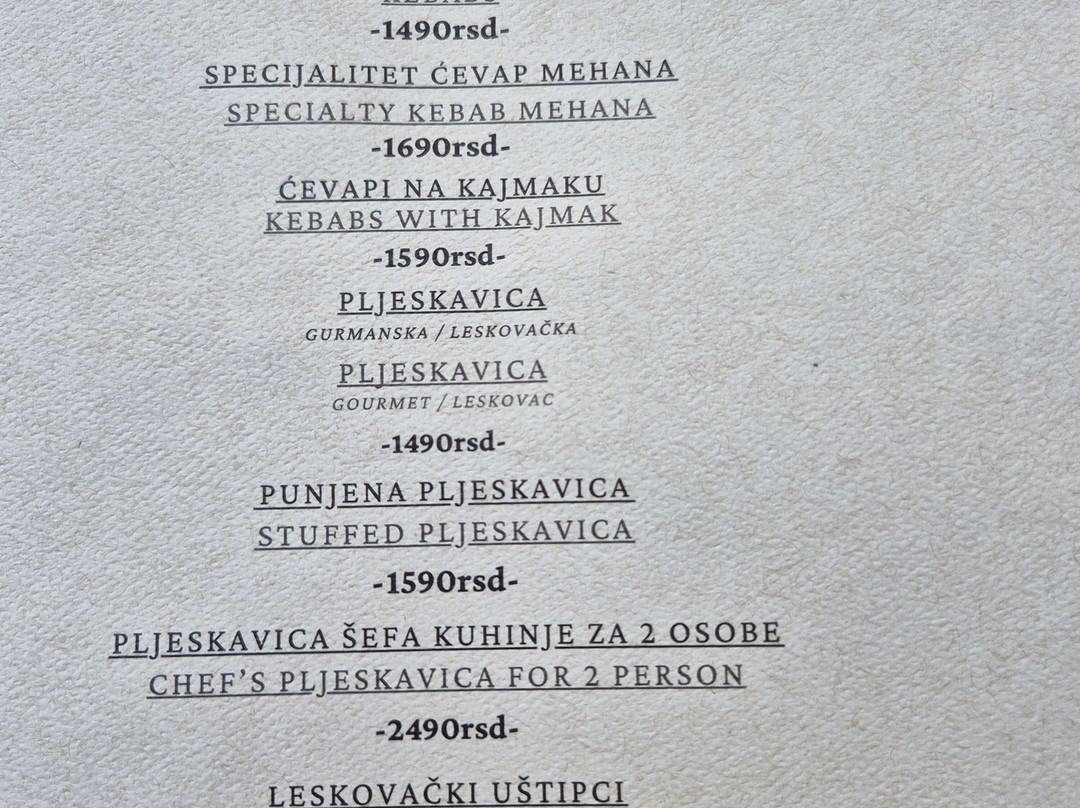 KEBABS
-1490rsd-
SPECIJALITET ĆEVAP MEHANA
SPECIALTY KEBAB MEHANA
-1690rsd-
ĆEVAPI NA KAJMAKU
KEBABS WITH KAJMAK
-1590rsd-
PLJESKAVICA
GURMANSKA / LESKOVAČKA
PLJESKAVICA
GOURMET / LESKOVAC
-1490rsd-
PUNJENA PLJESKAVICA
STUFFED PLJESKAVICA
-1590rsd-
PLJESKAVICA ŠEFA KUHINJE ZA 2 OSOBE
CHEF'S PLJESKAVICA FOR 2 PERSON
-2490rsd-
LESKOVAČKI UŠTIPCI